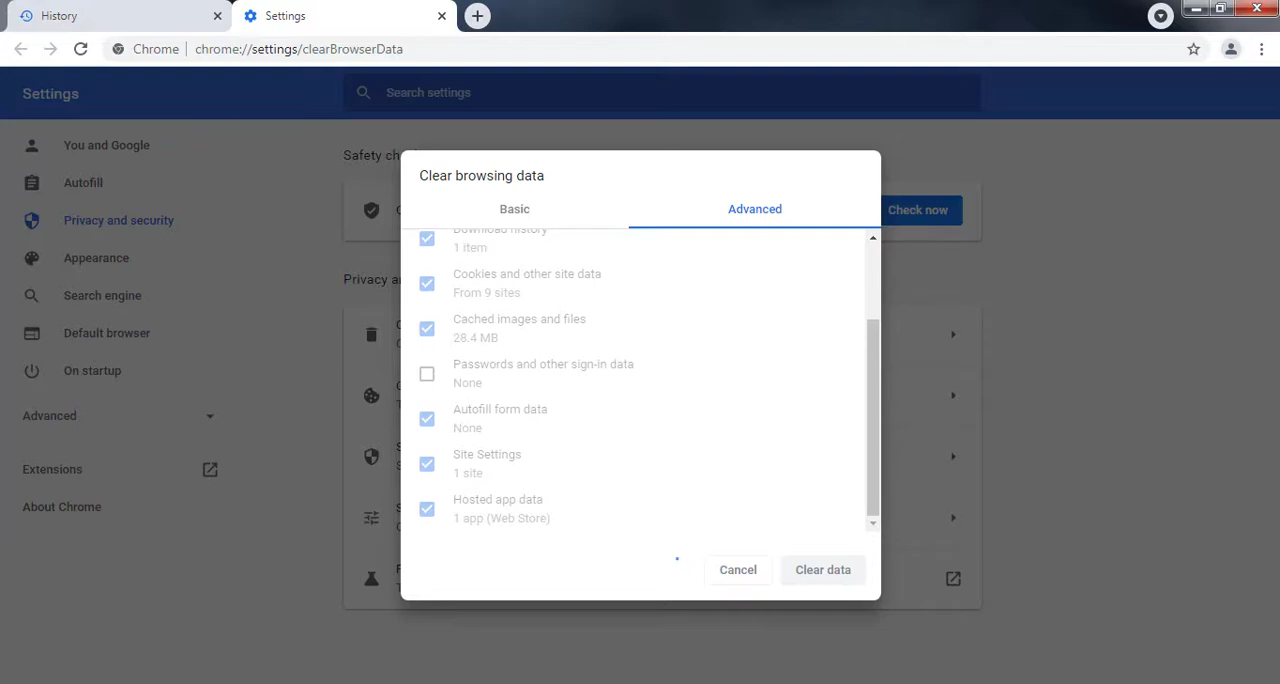 History
Settings
Chrome
chrome://settings/clearBrowserData
Settings
Search settings
You and Google
Autofill
Privacy and security
Appearance
Search engine
Default browser
On startup
Advanced
Extensions
About Chrome
Safety ch
Check now
Privacy a
Clear browsing data
Basic
Advanced
Download history
1 item
Cookies and other site data
From 9 sites
Cached images and files
28.4 MB
Passwords and other sign-in data
None
Autofill form data
None
Site Settings
1 site
Hosted app data
1 app (Web Store)
Cancel
Clear data